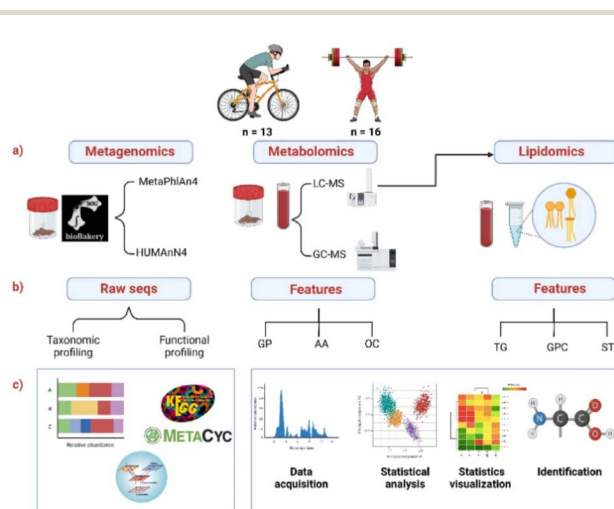 n = 13
n = 16
a)
Metagenomics
Metabolomics
Lipidomics
MetaPhlAn4
bioBakery
HUMAnN4
LC-MS
GC-MS
b)
Raw seqs
Features
Features
Taxonomic
profiling
Functional
profiling
GP
AA
OC
TG
GPC
ST
c)
A
B
C
Relative abundance
KEGG
METACYC
Data
acquisition
Statistical
analysis
Statistics
visualization
Identification
H
H
H
N
C
C
O
O
H